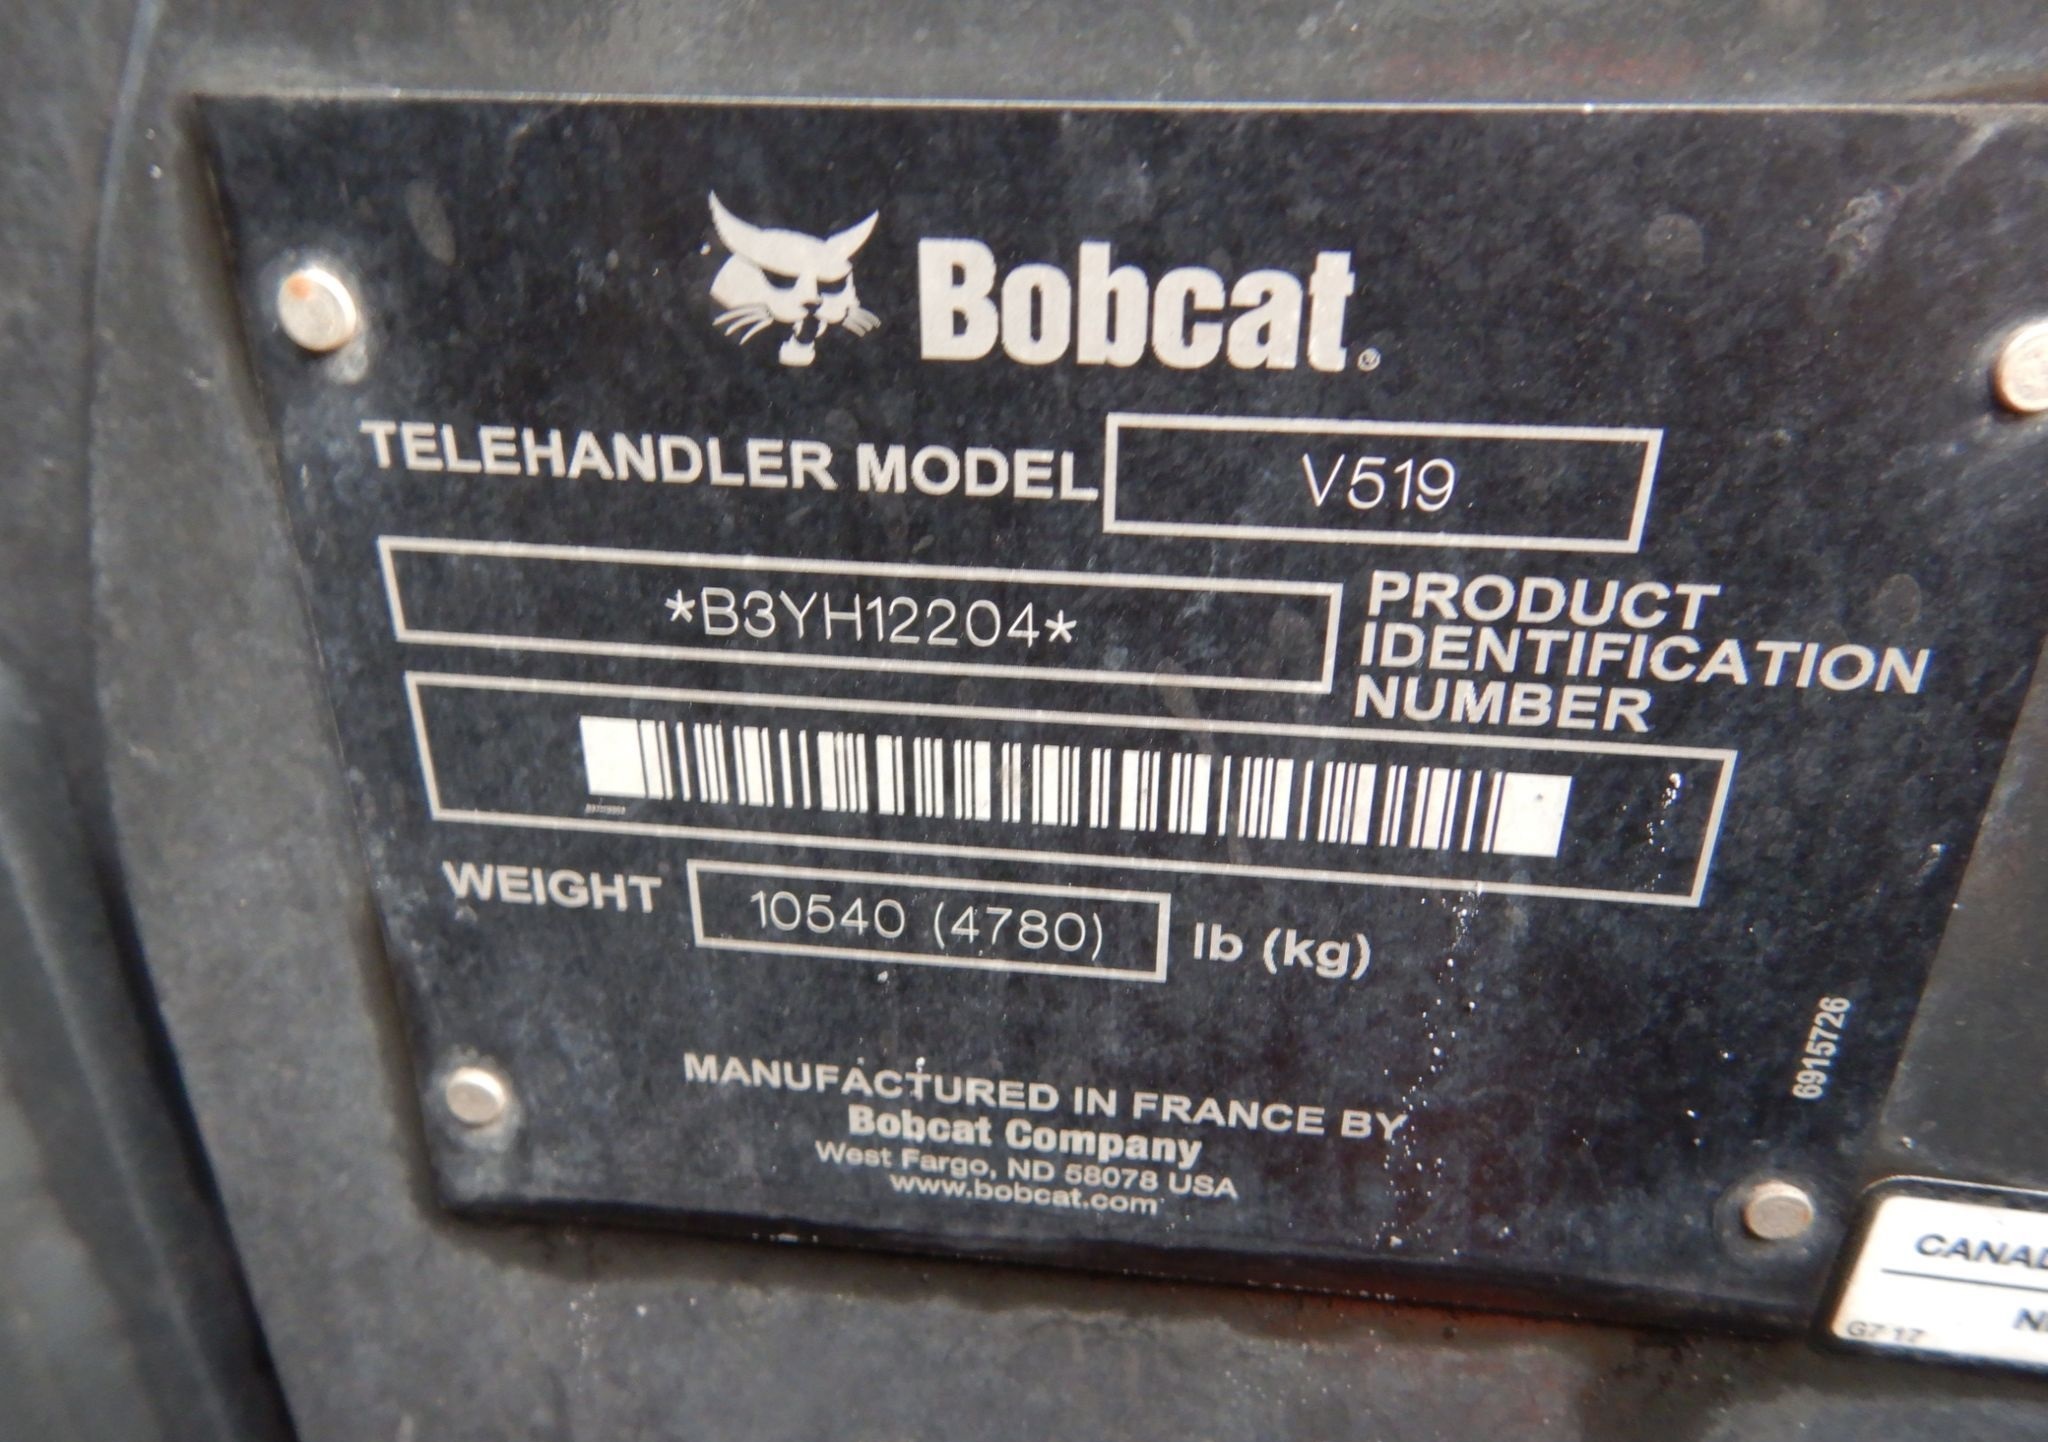 Bobcat®
TELEHANDLER MODEL V519
*B3YH12204*
PRODUCT
IDENTIFICATION
NUMBER
WEIGHT 10540 (4780) lb (kg)
MANUFACTURED IN FRANCE BY
Bobcat Company
West Fargo, ND 58078 USA
www.bobcat.com
6915726
CANAD
G7 17